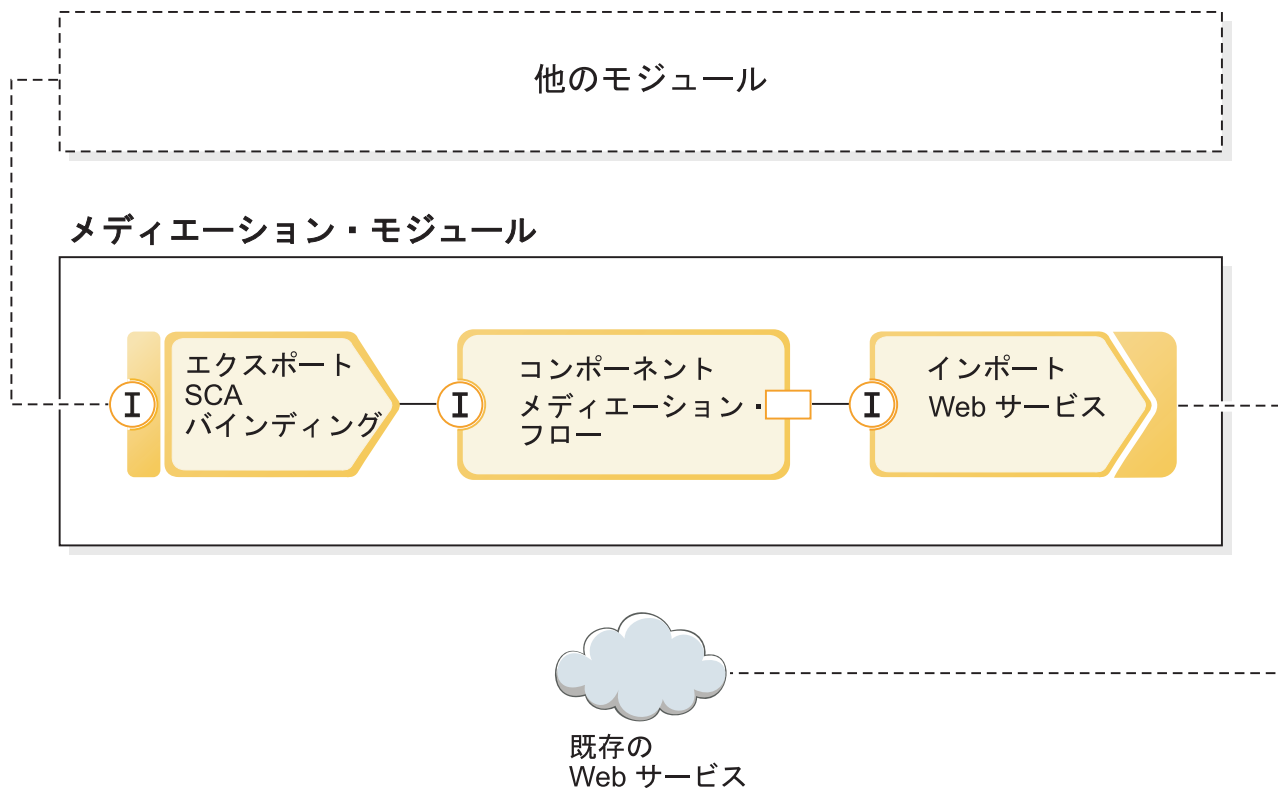 他のモジュール
メディエーション・モジュール
I
エクスポート
SCA
バインディング
I
コンポーネント
メディエーション・
フロー
I
インポート
Web サービス
既存の
Web サービス